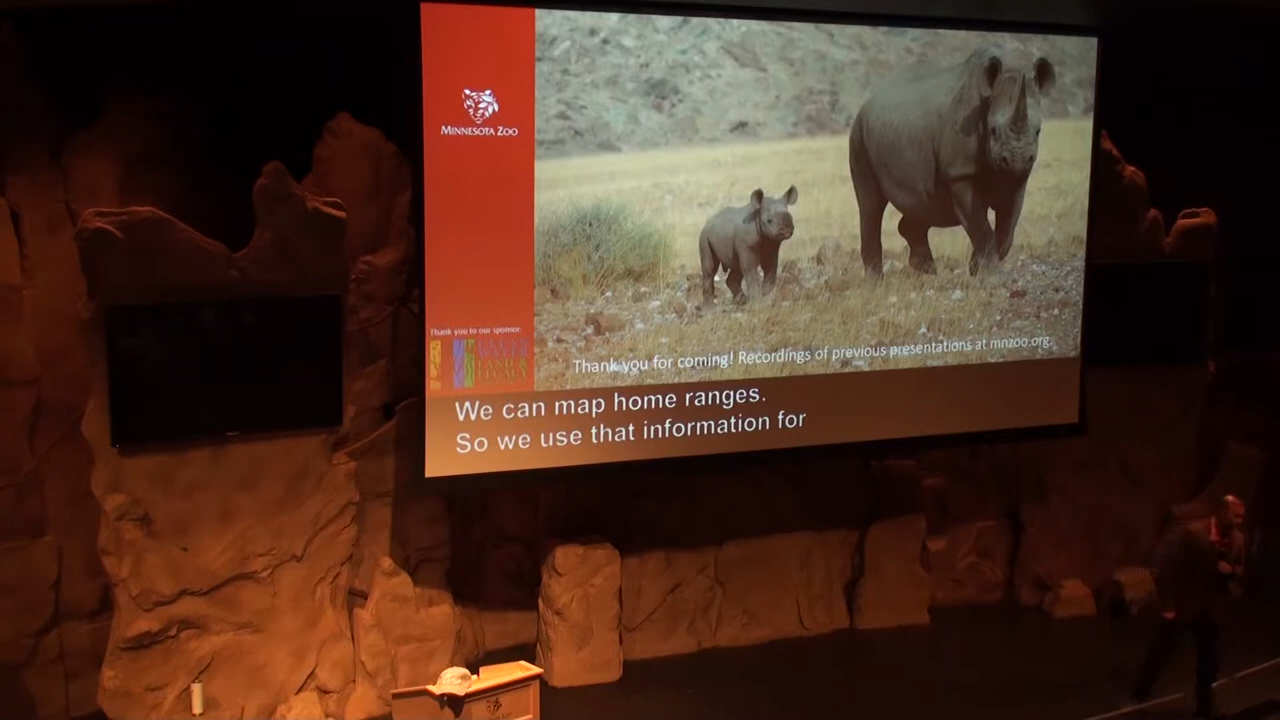 MINNESOTA ZOO
Thank you to our sponsor:
Thank you for coming! Recordings of previous presentations at mnzoo.org.
We can map home ranges.
So we use that information for